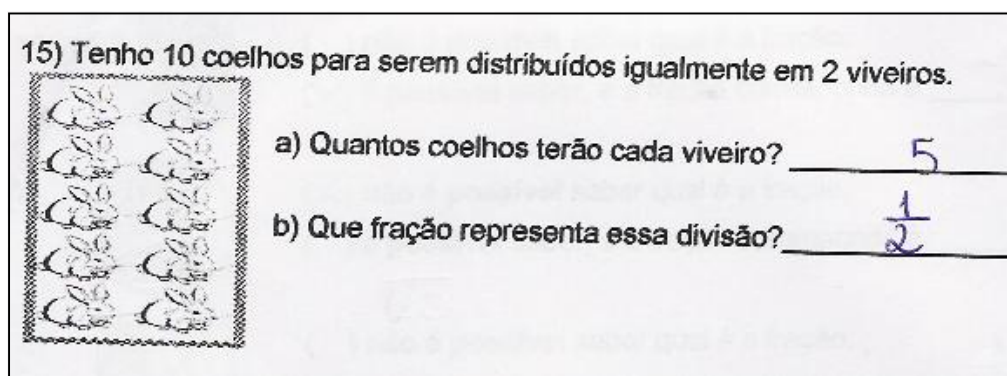 15) Tenho 10 coelhos para serem distribuídos igualmente em 2 viveiros.
a) Quantos coelhos terão cada viveiro? 5
b) Que fração representa essa divisão? 1/2